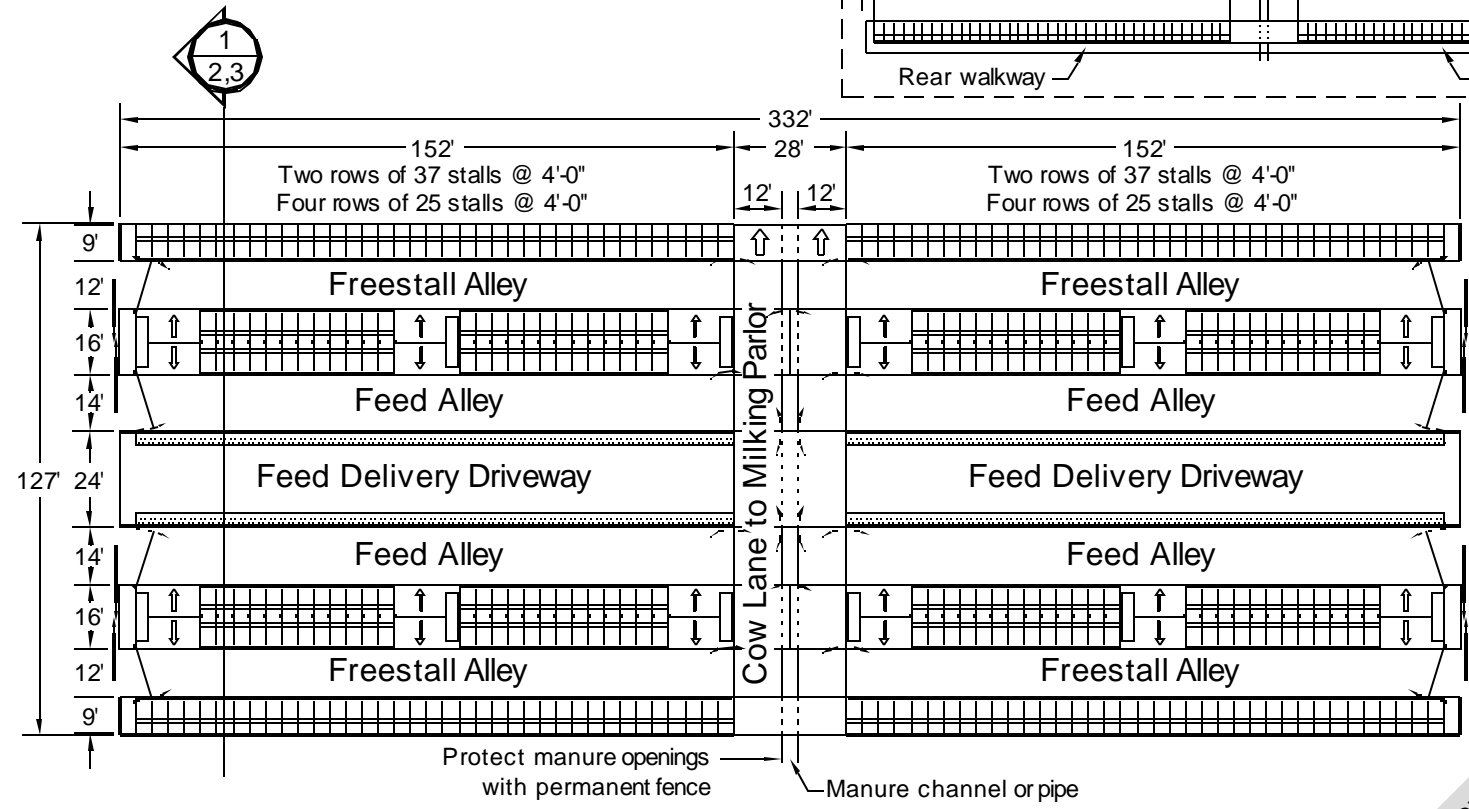 1
2,3
Rear walkway
332'
152'
28'
152'
Two rows of 37 stalls @ 4'-0"
Four rows of 25 stalls @ 4'-0"
12'
12'
Two rows of 37 stalls @ 4'-0"
Four rows of 25 stalls @ 4'-0"
9'
Freestall Alley
Freestall Alley
12'
16'
Cow Lane to Milking Parlor
Feed Alley
Feed Alley
14'
127'
24'
Feed Delivery Driveway
Feed Delivery Driveway
14'
Feed Alley
Feed Alley
16'
12'
Freestall Alley
Freestall Alley
9'
Protect manure openings
with permanent fence
Manure channel or pipe